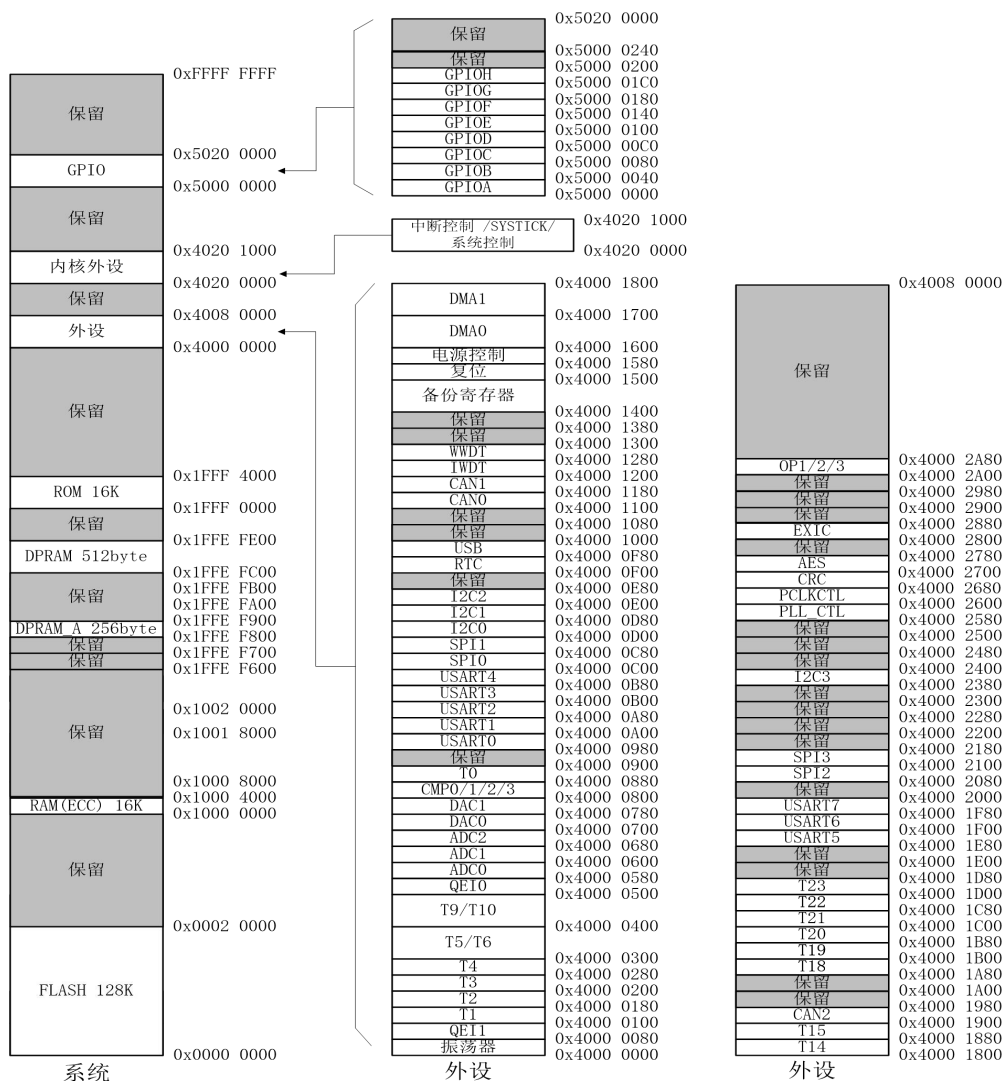 0xFFFF FFFF
保留
0x5020 0000
GPIO
0x5000 0000
保留
0x4020 1000
内核外设
0x4020 0000
保留
0x4008 0000
外设
0x4000 0000
保留
0x1FFF 4000
ROM 16K
0x1FFF 0000
保留
0x1FFE FE00
DPRAM 512byte
0x1FFE FC00
0x1FFE FB00
保留
0x1FFE FA00
0x1FFE F900
DPRAM_A 256byte
0x1FFE F800
保留
0x1FFE F700
保留
0x1FFE F600
0x1002 0000
保留
0x1001 8000
0x1000 8000
0x1000 4000
RAM(ECC) 16K
0x1000 0000
保留
0x0002 0000
FLASH 128K
0x0000 0000
系统
0x5020 0000
保留
0x5000 0240
保留
0x5000 0200
GPIOH
0x5000 01C0
GPIOG
0x5000 0180
GPIOF
0x5000 0140
GPIOE
0x5000 0100
GPIOD
0x5000 00C0
GPIOC
0x5000 0080
GPIOB
0x5000 0040
GPIOA
0x5000 0000
0x4020 1000
中断控制 /SYSTICK/
系统控制
0x4020 0000
0x4000 1800
DMA1
0x4000 1700
DMA0
0x4000 1600
电源控制
0x4000 1580
复位
0x4000 1500
备份寄存器
0x4000 1400
保留
0x4000 1380
保留
0x4000 1300
WWDT
0x4000 1280
IWDT
0x4000 1200
CAN1
0x4000 1180
CAN0
0x4000 1100
保留
0x4000 1080
保留
0x4000 1000
USB
0x4000 0F80
RTC
0x4000 0F00
保留
0x4000 0E80
I2C2
0x4000 0E00
I2C1
0x4000 0D80
I2C0
0x4000 0D00
SPI1
0x4000 0C80
SPI0
0x4000 0C00
USART4
0x4000 0B80
USART3
0x4000 0B00
USART2
0x4000 0A80
USART1
0x4000 0A00
USART0
0x4000 0980
保留
0x4000 0900
T0
0x4000 0880
CMP0/1/2/3
0x4000 0800
DAC1
0x4000 0780
DAC0
0x4000 0700
ADC2
0x4000 0680
ADC1
0x4000 0600
ADC0
0x4000 0580
QEI0
0x4000 0500
T9/T10
0x4000 0400
T5/T6
0x4000 0300
T4
0x4000 0280
T3
0x4000 0200
T2
0x4000 0180
T1
0x4000 0100
QEI1
0x4000 0080
振荡器
0x4000 0000
外设
0x4008 0000
保留
0x4000 2A80
OP1/2/3
0x4000 2A00
保留
0x4000 2980
保留
0x4000 2900
保留
0x4000 2880
EXIC
0x4000 2800
保留
0x4000 2780
AES
0x4000 2700
CRC
0x4000 2680
PCLKCTL
0x4000 2600
PLL_CTL
0x4000 2580
保留
0x4000 2500
保留
0x4000 2480
保留
0x4000 2400
I2C3
0x4000 2380
保留
0x4000 2300
保留
0x4000 2280
保留
0x4000 2200
保留
0x4000 2180
SPI3
0x4000 2100
SPI2
0x4000 2080
保留
0x4000 2000
USART7
0x4000 1F80
USART6
0x4000 1F00
USART5
0x4000 1E80
保留
0x4000 1E00
保留
0x4000 1D80
T23
0x4000 1D00
T22
0x4000 1C80
T21
0x4000 1C00
T20
0x4000 1B80
T19
0x4000 1B00
T18
0x4000 1A80
保留
0x4000 1A00
保留
0x4000 1980
CAN2
0x4000 1900
T15
0x4000 1880
T14
0x4000 1800
外设